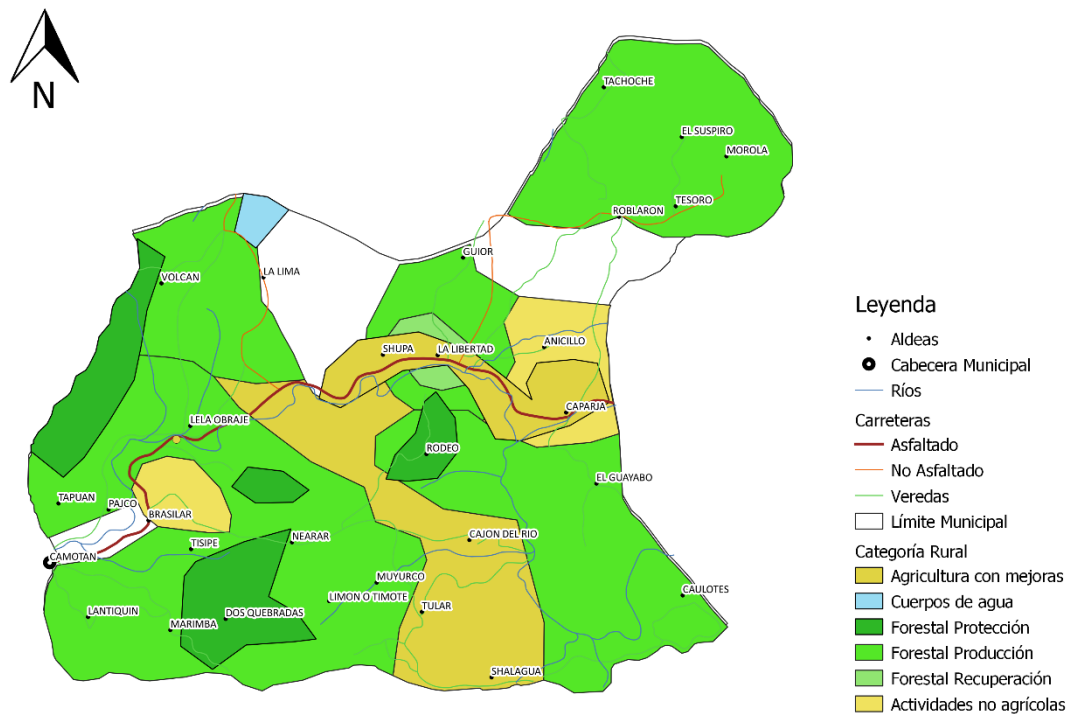 N
TACHOCHE
EL SUSPIRO
MOROLA
TESORO
ROBLARON
GUIOR
VOLCAN
LA LIMA
SHUPA
LA LIBERTAD
ANICILLO
CAPARJA
LELA OBRAJE
RODEO
EL GUAYABO
TAPUAN
PAJCO
BRASILAR
CAMOTAN
TISIPE
NEARAR
CAJON DEL RIO
MUYURCO
LIMON O TIMOTE
TULAR
CAULOTES
LANTIQUIN
MARIMBA
DOS QUEBRADAS
SHALAGUA
Leyenda
Aldeas
Cabecera Municipal
Ríos
Carreteras
Asfaltado
No Asfaltado
Veredas
Límite Municipal
Categoría Rural
Agricultura con mejoras
Cuerpos de agua
Forestal Protección
Forestal Producción
Forestal Recuperación
Actividades no agrícolas